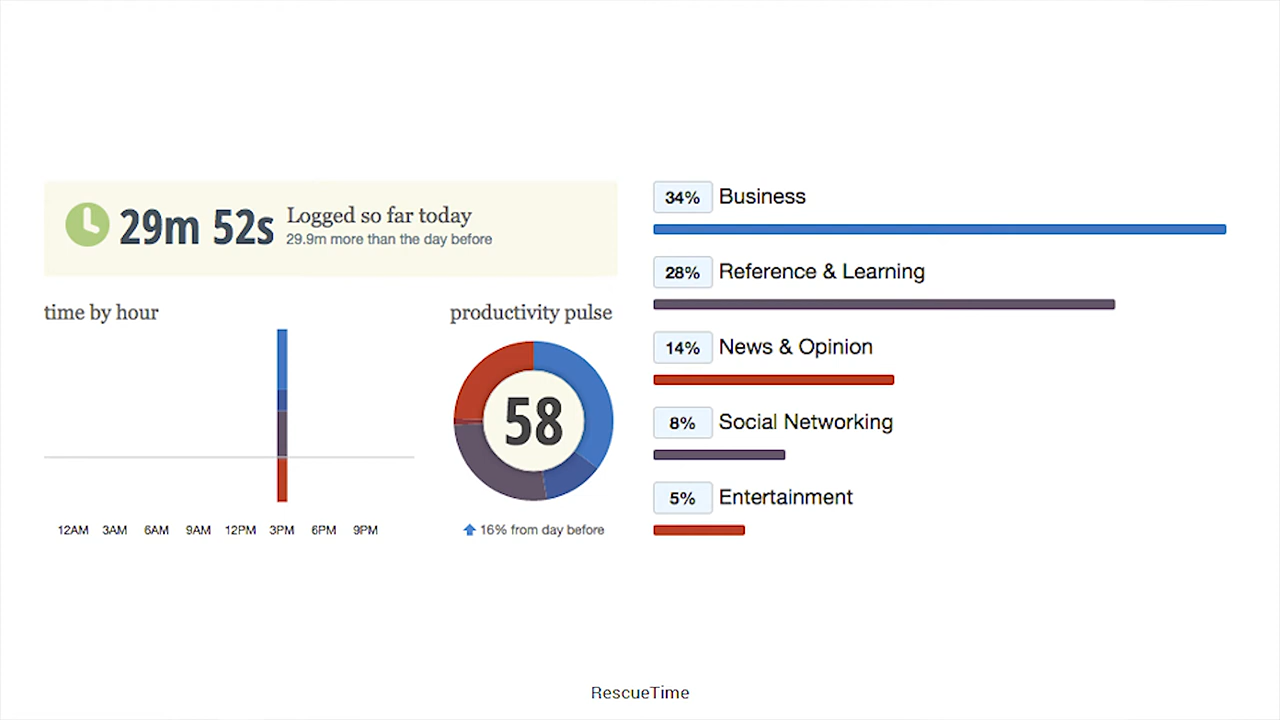 29m 52s
Logged so far today
29.9m more than the day before
time by hour
12AM 3AM 6AM 9AM 12PM 3PM 6PM 9PM
productivity pulse
58
16% from day before
34% Business
28% Reference & Learning
14% News & Opinion
8% Social Networking
5% Entertainment
RescueTime